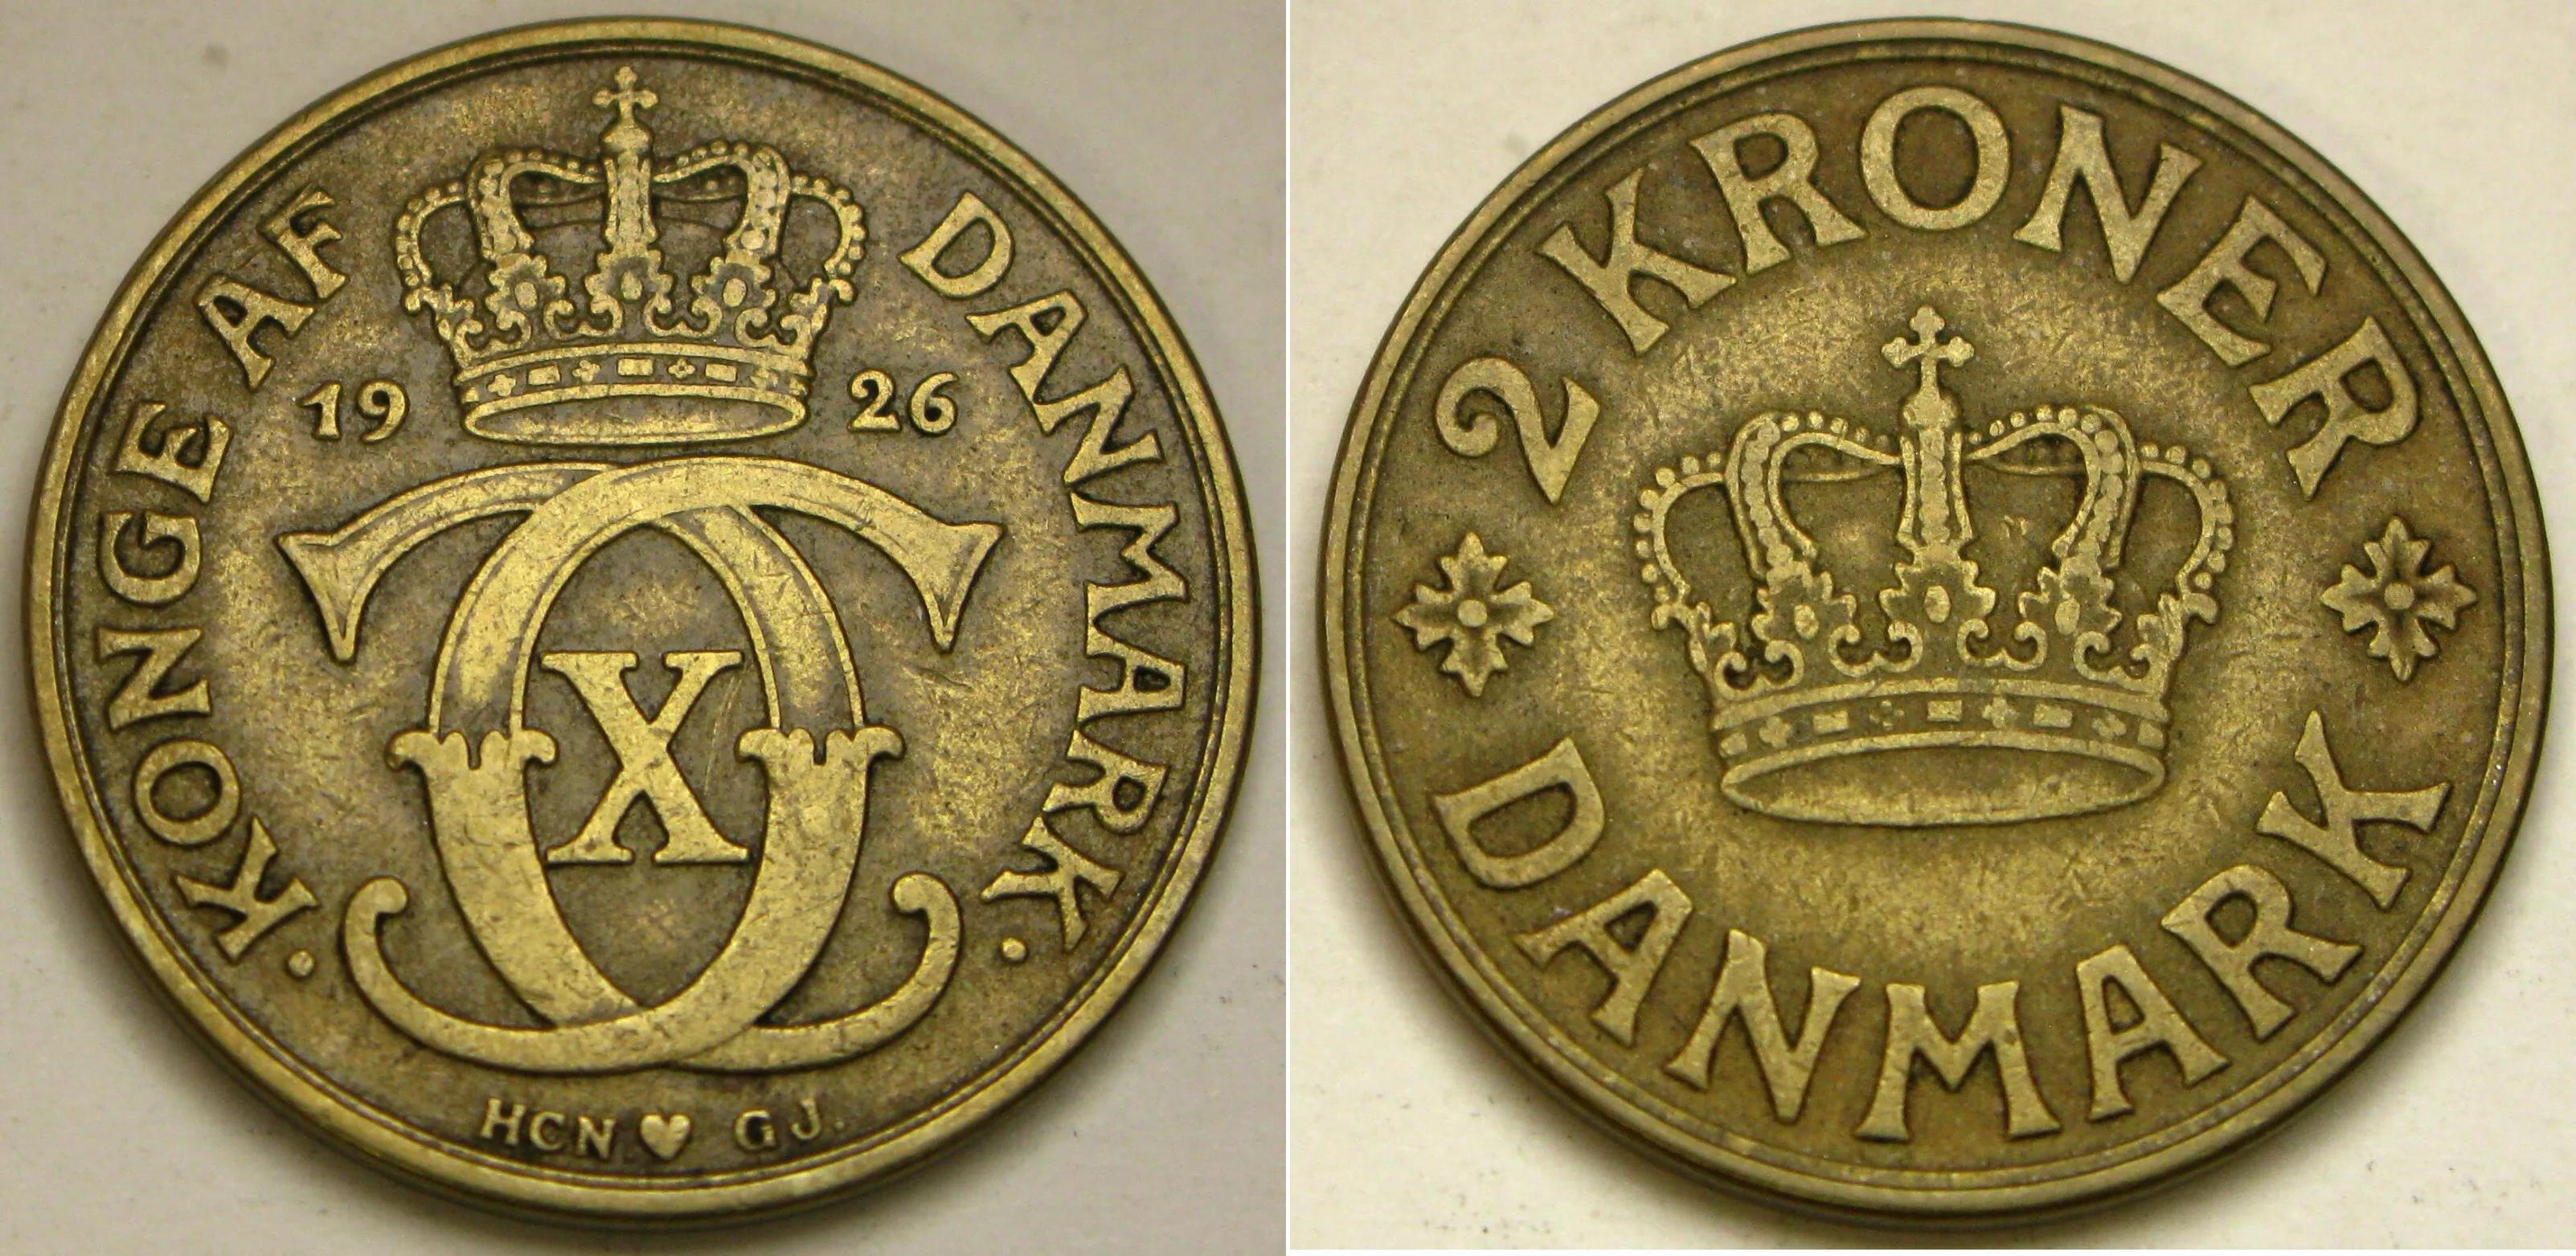 · KONGE AF DANMARK ·
19 26
X
HCN ♥ GJ.
2 KRONER
DANMARK